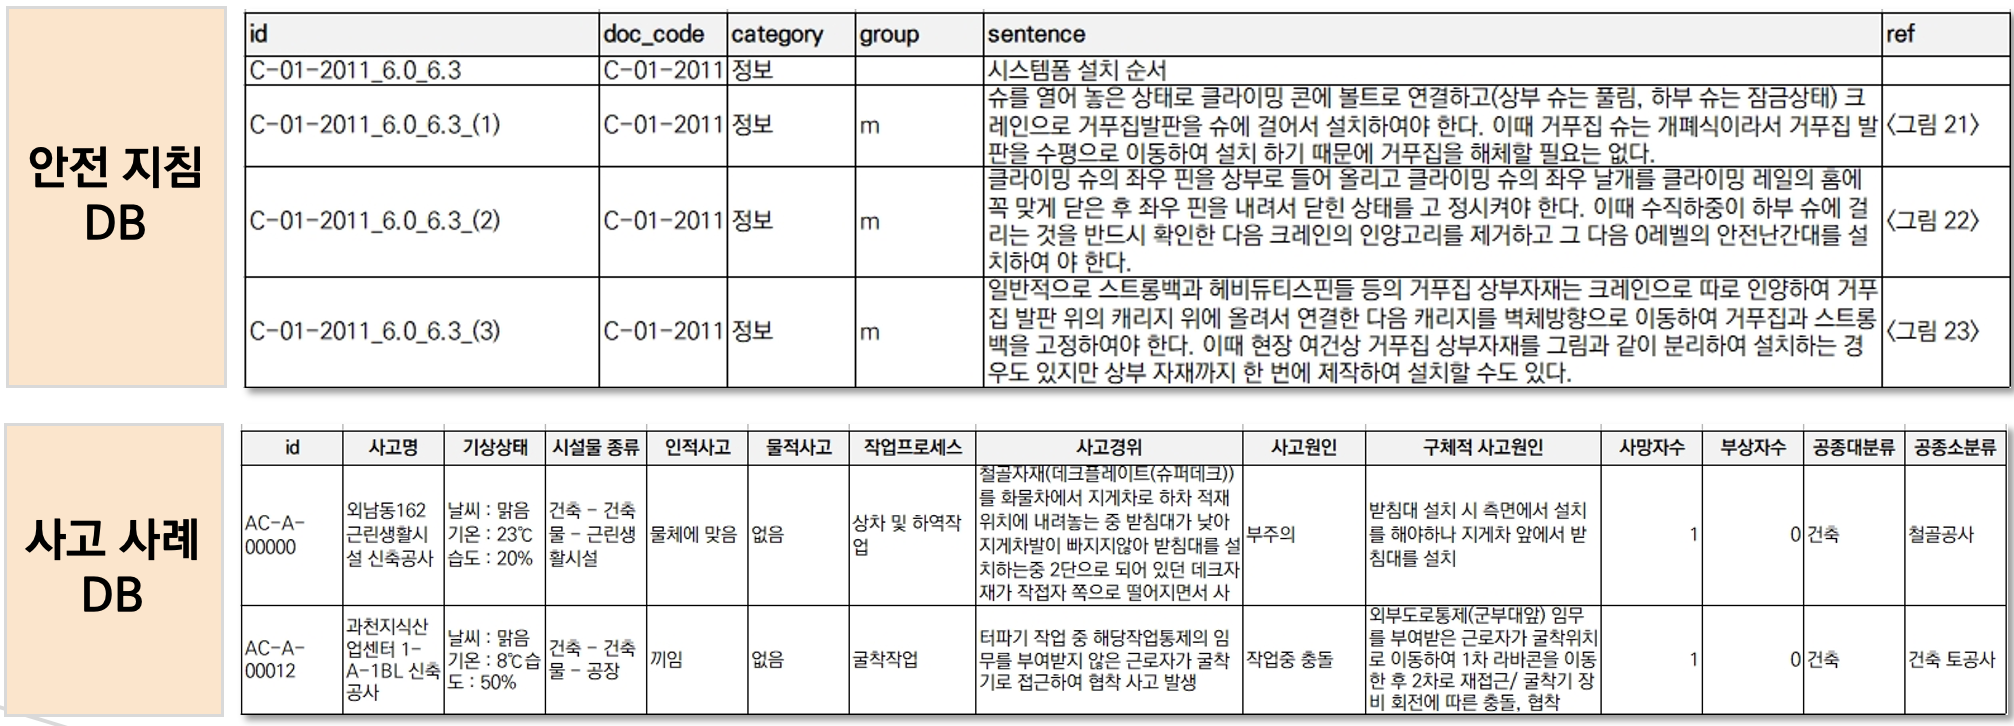 안전 지침
DB
id doc_code category group sentence ref
C-01-2011_6.0_6.3 C-01-2011 정보 시스템폼 설치 순서
C-01-2011_6.0_6.3_(1) C-01-2011 정보 m
슈를 열어 놓은 상태로 클라이밍 콘에 볼트로 연결하고(상부 슈는 풀림, 하부 슈는 잠금상태) 크
레인으로 거푸집발판을 슈에 걸어서 설치하여야 한다. 이때 거푸집 슈는 개폐식이라서 거푸집 발
판을 수평으로 이동하여 설치 하기 때문에 거푸집을 해체할 필요는 없다.
〈그림 21〉
C-01-2011_6.0_6.3_(2) C-01-2011 정보 m
클라이밍 슈의 좌우 핀을 상부로 들어 올리고 클라이밍 슈의 좌우 날개를 클라이밍 레일의 홈에
꼭 맞게 닫은 후 좌우 핀을 내려서 닫힌 상태를 고 정시켜야 한다. 이때 수직하중이 하부 슈에 걸
리는 것을 반드시 확인한 다음 크레인의 인양고리를 제거하고 그 다음 0레벨의 안전난간대를 설
치하여 야 한다.
〈그림 22〉
C-01-2011_6.0_6.3_(3) C-01-2011 정보 m
일반적으로 스트롱백과 헤비듀티스핀들 등의 거푸집 상부자재는 크레인으로 따로 인양하여 거푸
집 발판 위의 캐리지 위에 올려서 연결한 다음 캐리지를 벽체방향으로 이동하여 거푸집과 스트롱
백을 고정하여야 한다. 이때 현장 여건상 거푸집 상부자재를 그림과 같이 분리하여 설치하는 경
우도 있지만 상부 자재까지 한 번에 제작하여 설치할 수도 있다.
〈그림 23〉
사고 사례
DB
id 사고명 기상상태 시설물 종류 인적사고 물적사고 작업프로세스 사고경위 사고원인 구체적 사고원인 사망자수 부상자수 공종대분류 공종소분류
AC-A-
00000
외남동162
근린생활시
설 신축공사
날씨 : 맑음
기온 : 23℃
습도 : 20%
건축 - 건축
물 - 근린생
활시설
물체에 맞음
없음
상차 및 하역작
업
철골자재(데크플레이트(슈퍼데크))
를 화물차에서 지게차로 하차 적재
위치에 내려놓는 중 받침대가 낮아
지게차발이 빠지지않아 받침대를 설
치하는중 2단으로 되어 있던 데크자
재가 작접자 쪽으로 떨어지면서 사
부주의
받침대 설치 시 측면에서 설치
를 해야하나 지게차 앞에서 받
침대를 설치
1
0
건축
철골공사
AC-A-
00012
과천지식산
업센터 1-
A-1BL 신축
공사
날씨 : 맑음
기온 : 8℃습
도 : 50%
건축 - 건축
물 - 공장
끼임
없음
굴착작업
터파기 작업 중 해당작업통제의 임
무를 부여받지 않은 근로자가 굴착
기로 접근하여 협착 사고 발생
작업중 충돌
외부도로통제(군부대앞) 임무
를 부여받은 근로자가 굴착위치
로 이동하여 1차 라바콘을 이동
한 후 2차로 재접근/ 굴착기 장
비 회전에 따른 충돌, 협착
1
0
건축
건축 토공사